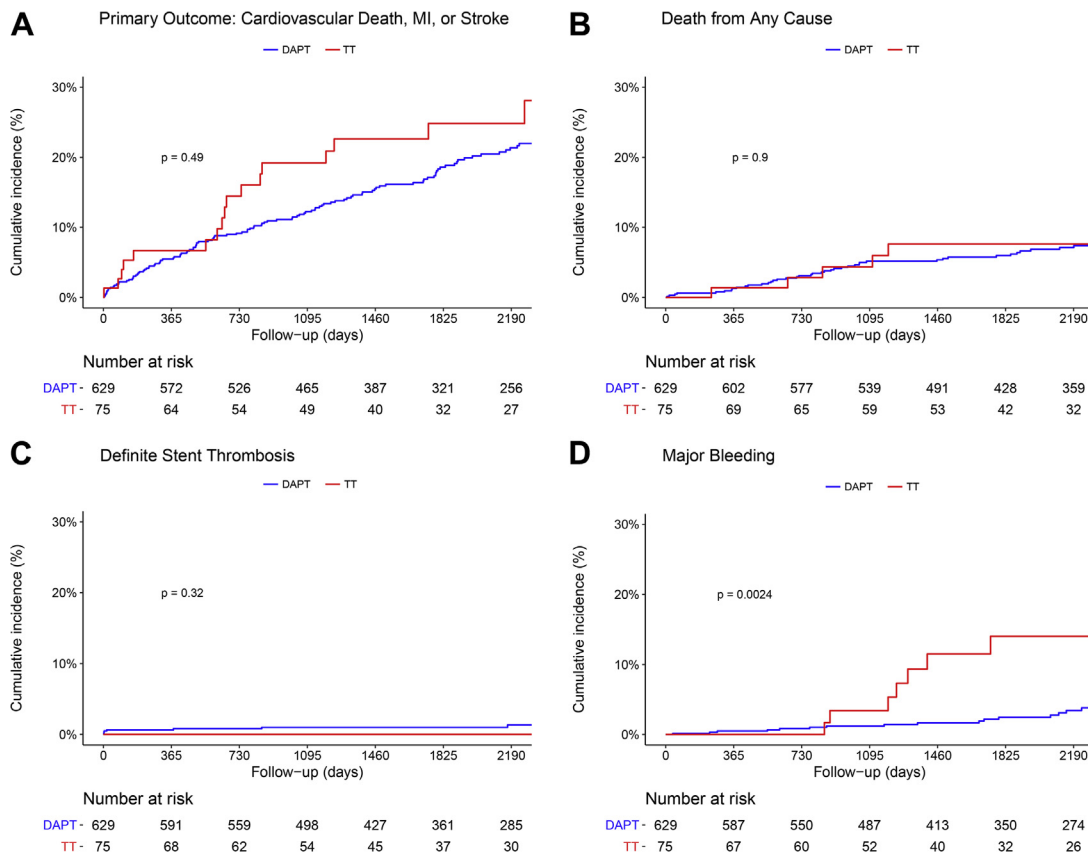 A Primary Outcome: Cardiovascular Death, MI, or Stroke
DAPT TT
Cumulative incidence (%)
30%
20%
10%
0%
p = 0.49
0 365 730 1095 1460 1825 2190
Follow−up (days)
Number at risk
DAPT - 629 572 526 465 387 321 256
TT - 75 64 54 49 40 32 27
B Death from Any Cause
DAPT TT
Cumulative incidence (%)
30%
20%
10%
0%
p = 0.9
0 365 730 1095 1460 1825 2190
Follow−up (days)
Number at risk
DAPT - 629 602 577 539 491 428 359
TT - 75 69 65 59 53 42 32
C Definite Stent Thrombosis
DAPT TT
Cumulative incidence (%)
30%
20%
10%
0%
p = 0.32
0 365 730 1095 1460 1825 2190
Follow−up (days)
Number at risk
DAPT - 629 591 559 498 427 361 285
TT - 75 68 62 54 45 37 30
D Major Bleeding
DAPT TT
Cumulative incidence (%)
30%
20%
10%
0%
p = 0.0024
0 365 730 1095 1460 1825 2190
Follow−up (days)
Number at risk
DAPT - 629 587 550 487 413 350 274
TT - 75 67 60 52 40 32 26